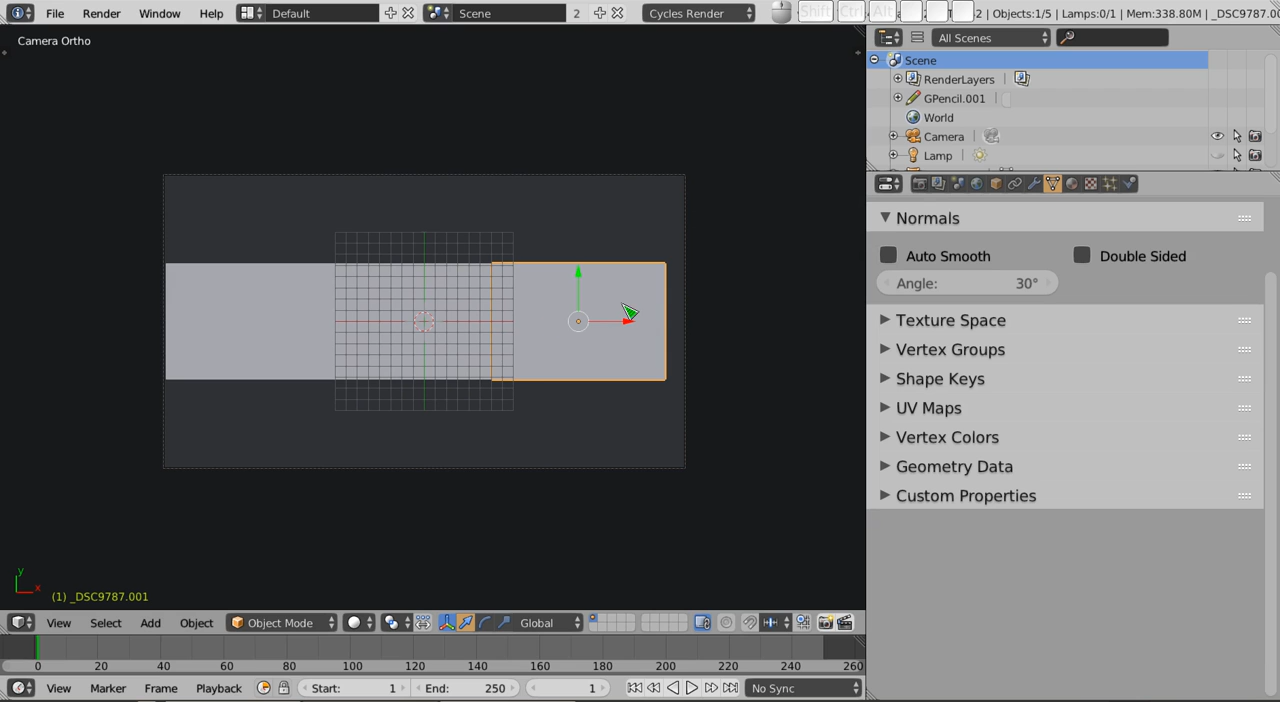 File Render Window Help Default Scene 2 Cycles Render Shift Ctrl Alt 2 | Objects:1/5 | Lamps:0/1 | Mem:338.80M | _DSC9787.0
Camera Ortho
All Scenes
Scene
RenderLayers
GPencil.001
World
Camera
Lamp
Normals
Auto Smooth Double Sided
Angle: 30°
Texture Space
Vertex Groups
Shape Keys
UV Maps
Vertex Colors
Geometry Data
Custom Properties
y
x
(1) _DSC9787.001
View Select Add Object Object Mode Global
0 20 40 60 80 100 120 140 160 180 200 220 240 260
View Marker Frame Playback Start: 1 End: 250 1 No Sync